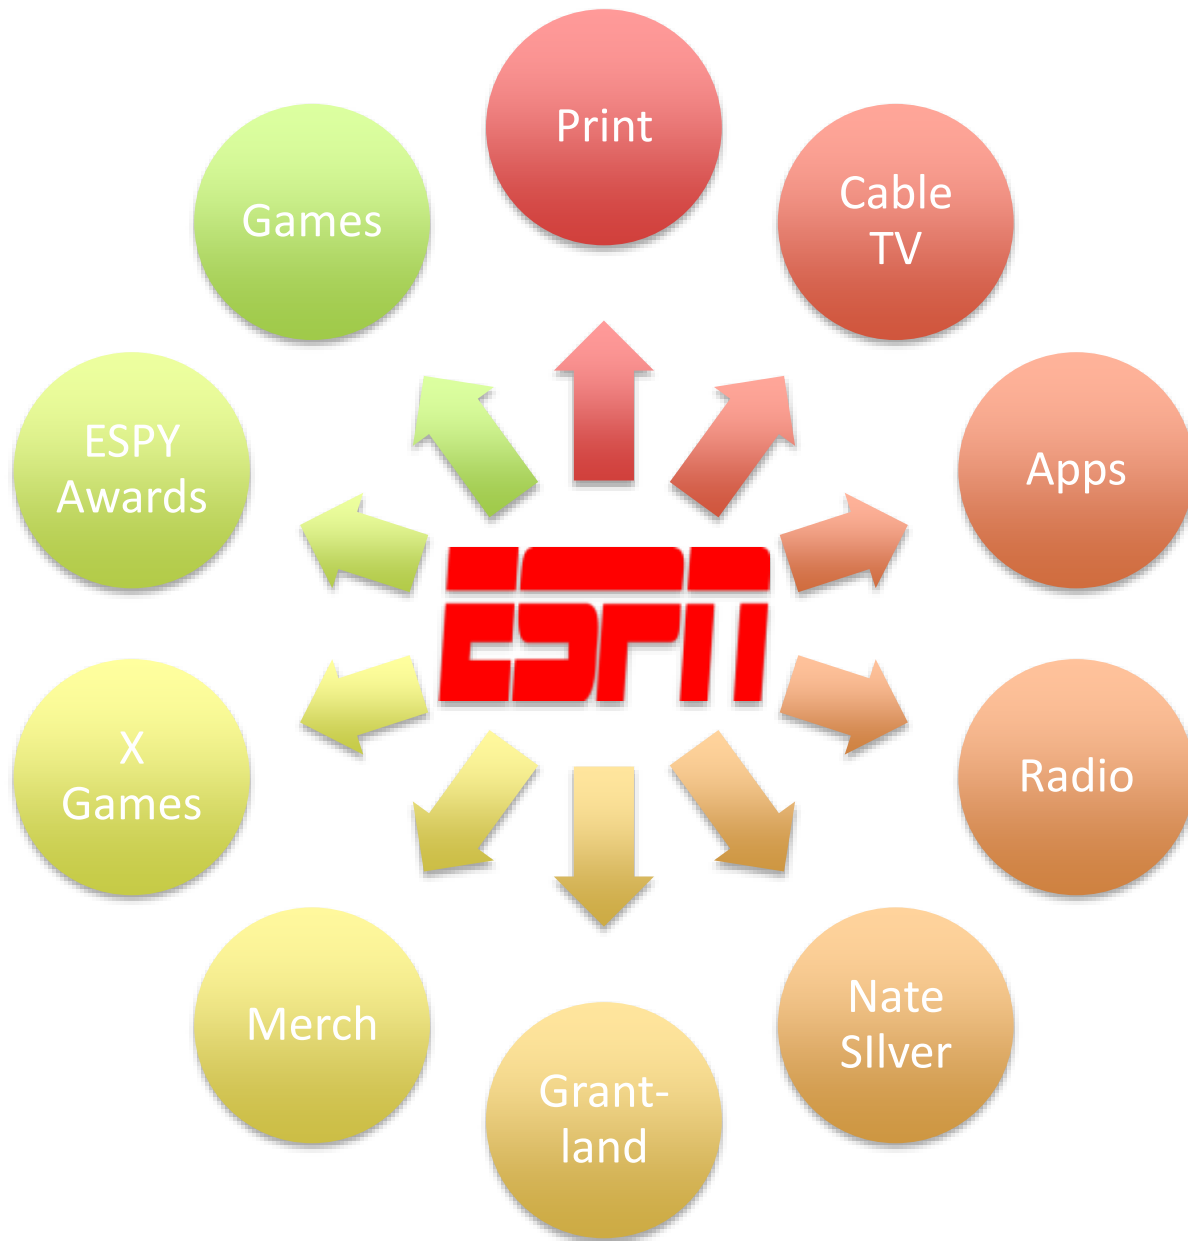 Print
Cable
TV
Apps
Radio
Nate
SIlver
Grant-
land
Merch
X
Games
ESPY
Awards
Games
ESPN